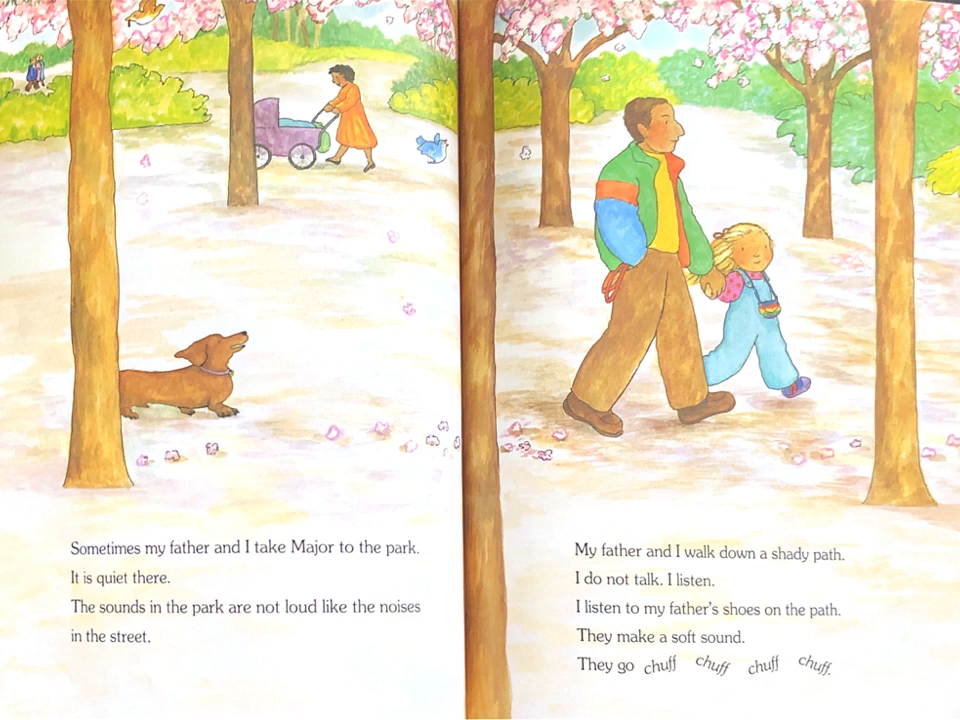 Sometimes my father and I take Major to the park.
It is quiet there.
The sounds in the park are not loud like the noises
in the street.
My father and I walk down a shady path.
I do not talk. I listen.
I listen to my father's shoes on the path.
They make a soft sound.
They go chuff chuff chuff chuff.